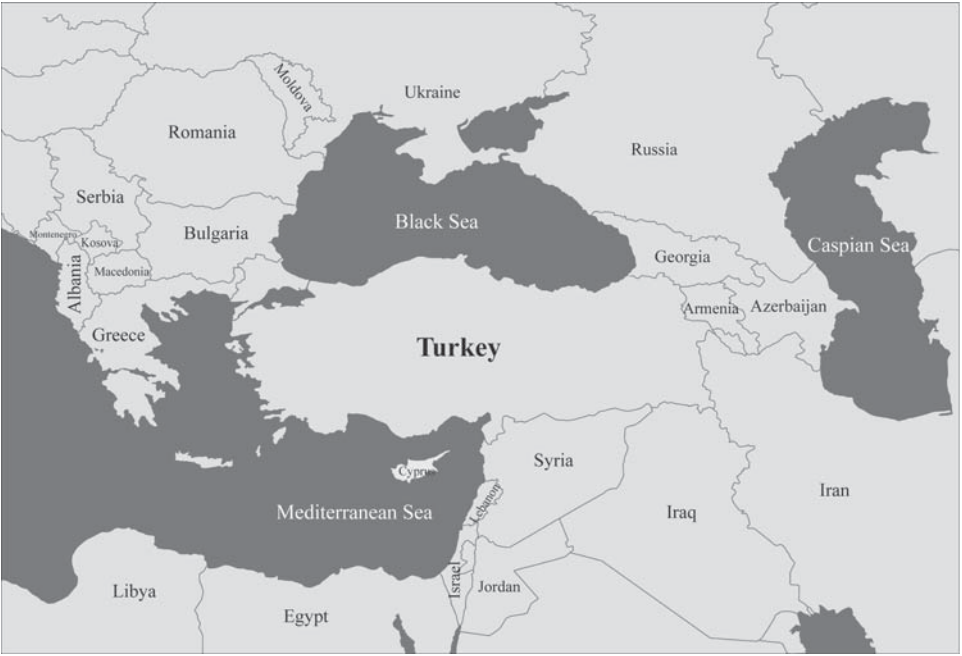 Moldova
Ukraine
Romania
Russia
Serbia
Black Sea
Montenegro
Kosova
Bulgaria
Caspian Sea
Georgia
Macedonia
Albania
Armenia
Azerbaijan
Greece
Turkey
Syria
Cyprus
Iran
Lebanon
Mediterranean Sea
Iraq
Israel
Jordan
Libya
Egypt